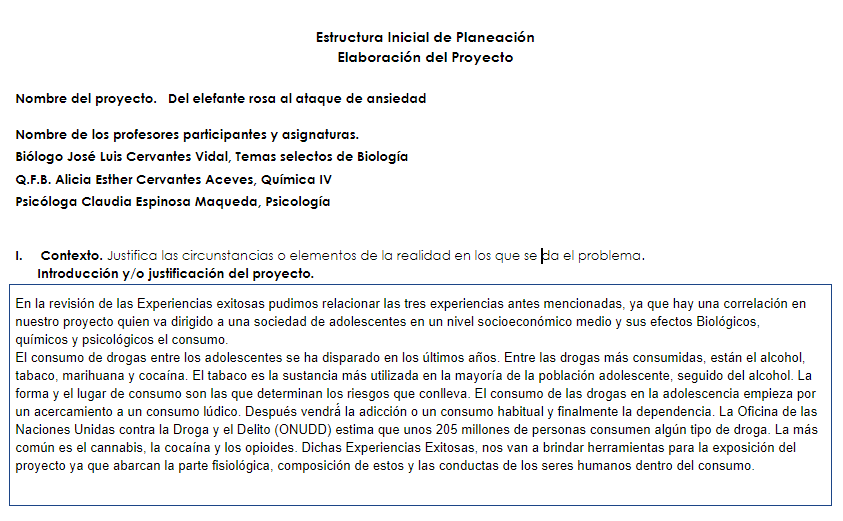 Estructura Inicial de Planeación
Elaboración del Proyecto
Nombre del proyecto. Del elefante rosa al ataque de ansiedad
Nombre de los profesores participantes y asignaturas.
Biólogo José Luis Cervantes Vidal, Temas selectos de Biología
Q.F.B. Alicia Esther Cervantes Aceves, Química IV
Psicóloga Claudia Espinosa Maqueda, Psicología
I. Contexto. Justifica las circunstancias o elementos de la realidad en los que se da el problema.
Introducción y/o justificación del proyecto.
En la revisión de las Experiencias exitosas pudimos relacionar las tres experiencias antes mencionadas, ya que hay una correlación en
nuestro proyecto quien va dirigido a una sociedad de adolescentes en un nivel socioeconómico medio y sus efectos Biológicos,
químicos y psicológicos el consumo.
El consumo de drogas entre los adolescentes se ha disparado en los últimos años. Entre las drogas más consumidas, están el alcohol,
tabaco, marihuana y cocaína. El tabaco es la sustancia más utilizada en la mayoría de la población adolescente, seguido del alcohol. La
forma y el lugar de consumo son las que determinan los riesgos que conlleva. El consumo de las drogas en la adolescencia empieza por
un acercamiento a un consumo lúdico. Después vendrá la adicción o un consumo habitual y finalmente la dependencia. La Oficina de las
Naciones Unidas contra la Droga y el Delito (ONUDD) estima que unos 205 millones de personas consumen algún tipo de droga. La más
común es el cannabis, la cocaína y los opioides. Dichas Experiencias Exitosas, nos van a brindar herramientas para la exposición del
proyecto ya que abarcan la parte fisiológica, composición de estos y las conductas de los seres humanos dentro del consumo.